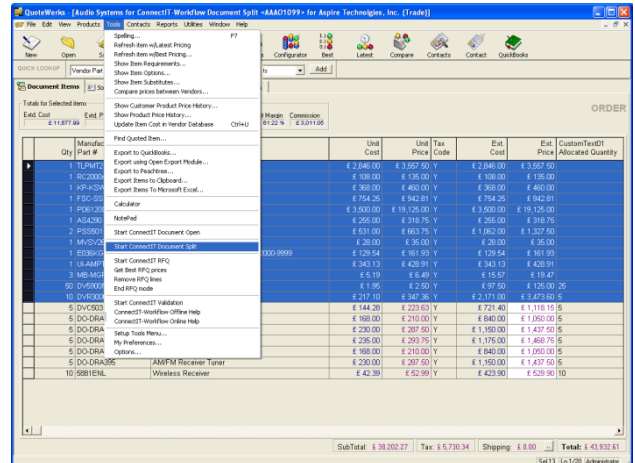 QuoteWerks - [Audio Systems for ConnectIT-Workflow Document Split <AAAO1099> for Aspire Technolgies, Inc. (Trade)]
File Edit View Products Tools Contacts Reports Utilities Window Help
New Open Configurator Best Latest Compare Contacts Contact QuickBooks
QUICK LOOKUP Vendor Part Add
Document Items
ORDER
Totals for Selected items
Extd. Cost Extd. P Margin Commission
£ 11,677.99 61.22 % £ 3,011.05
Spelling... F7
Refresh item w/Latest Pricing
Refresh item w/Best Pricing...
Show Item Requirements...
Show Item Options...
Show Item Substitutes...
Compare prices between Vendors...
Show Customer Product Price History...
Show Product Price History...
Update Item Cost in Vendor Database Ctrl+U
Find Quoted Item...
Export to QuickBooks...
Export using Open Export Module...
Export to Peachtree...
Export Items to Clipboard...
Export Items To Microsoft Excel...
Calculator
NotePad
Start ConnectIT Document Open
Start ConnectIT Document Split
Start ConnectIT RFQ
Get Best RFQ prices
Remove RFQ lines
End RFQ mode
Start ConnectIT Validation
ConnectIT-Workflow Offline Help
ConnectIT-Workflow Online Help
Setup Tools Menu...
My Preferences...
Options...
Qty Manufac Part # Unit Cost Unit Price Tax Code Ext. Cost Ext. Price CustomText01 Allocated Quantity
1 TLPMT2 £ 2,846.00 £ 3,557.50 Y £ 2,846.00 £ 3,557.50
1 RC2000 £ 108.00 £ 135.00 Y £ 108.00 £ 135.00
1 KP-KSW £ 368.00 £ 460.00 Y £ 368.00 £ 460.00
1 FSC-SS £ 754.25 £ 942.81 Y £ 754.25 £ 942.81
1 PD6120 £ 3,500.00 £ 19,125.00 Y £ 3,500.00 £ 19,125.00
1 AS4290 £ 255.00 £ 318.75 Y £ 255.00 £ 318.75
2 PSS501 £ 531.00 £ 663.75 Y £ 1,062.00 £ 1,327.50
1 MVSV28 £ 28.00 £ 35.00 Y £ 28.00 £ 35.00
1 E036KG 000-9999 £ 129.54 £ 161.93 Y £ 129.54 £ 161.93
1 UI-AMPT £ 343.13 £ 428.91 Y £ 343.13 £ 428.91
3 MB-MGF £ 5.19 £ 6.49 Y £ 15.57 £ 19.47
50 DV5900 £ 1.95 £ 2.50 Y £ 97.50 £ 125.00 25
10 DVR300 £ 217.10 £ 347.36 Y £ 2,171.00 £ 3,473.60 5
5 DVC503 £ 144.28 £ 223.63 Y £ 721.40 £ 1,118.15 5
5 DO-DRA £ 168.00 £ 210.00 Y £ 840.00 £ 1,050.00 5
5 DO-DRA £ 230.00 £ 287.50 Y £ 1,150.00 £ 1,437.50 5
5 DO-DRA £ 235.00 £ 293.75 Y £ 1,175.00 £ 1,468.75 5
5 DO-DRA £ 168.00 £ 210.00 Y £ 840.00 £ 1,050.00 5
5 DO-DRA395 AM/FM Receiver Tuner £ 230.00 £ 287.50 Y £ 1,150.00 £ 1,437.50 5
10 5881ENL Wireless Receiver £ 42.39 £ 52.99 Y £ 423.90 £ 529.90 10
SubTotal: £ 38,202.27 Tax: £ 5,730.34 Shipping: £ 0.00 Total: £ 43,932.61
Sel 13 Ln 1/20 Administrator